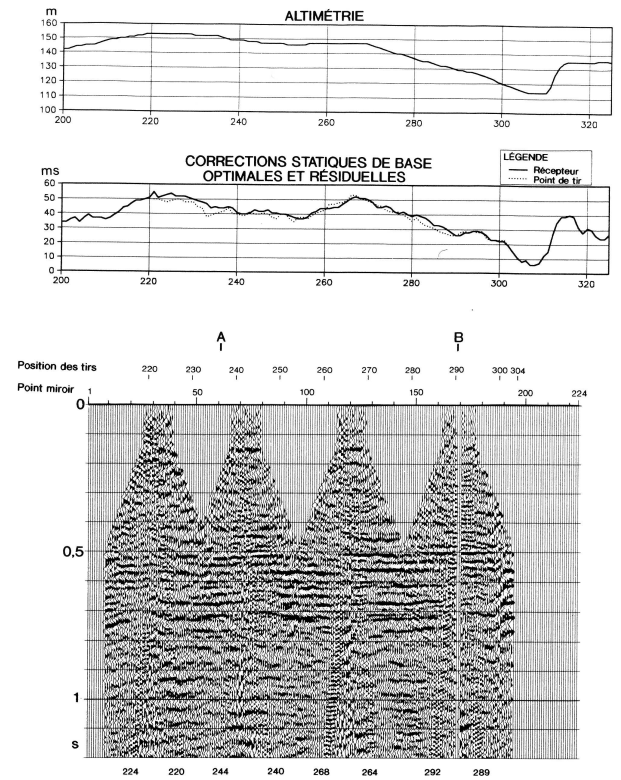 m
ALTIMÉTRIE
160
150
140
130
120
110
100
200 220 240 260 280 300 320
ms
CORRECTIONS STATIQUES DE BASE
OPTIMALES ET RÉSIDUELLES
LÉGENDE
Récepteur
Point de tir
60
50
40
30
20
10
0
200 220 240 260 280 300 320
A B
Position des tirs 220 230 240 250 260 270 280 290 300 304
Point miroir 1 50 100 150 200 224
0
0,5
1
s
224 220 244 240 268 264 292 289